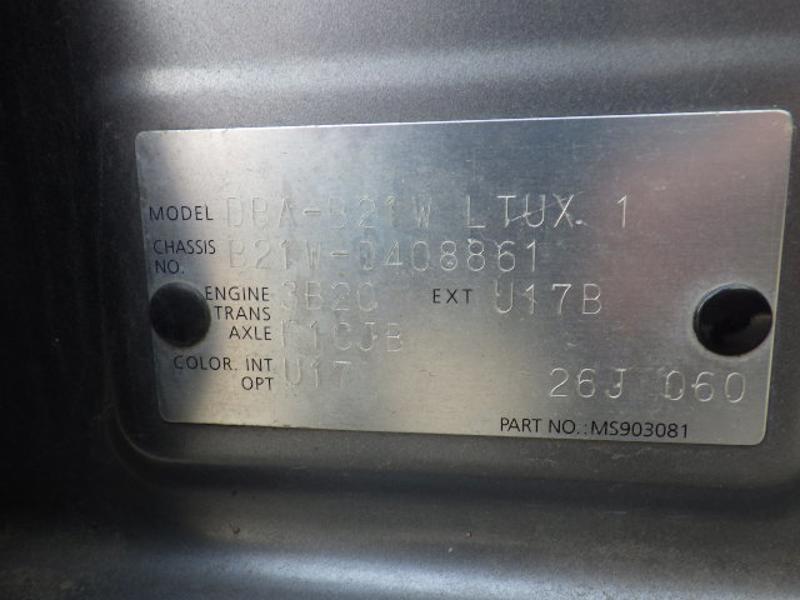 MODEL DBA-B21W LTUX 1
CHASSIS NO. B21W-0408861
ENGINE 3B20 EXT U17B
TRANS AXLE F1CJB
COLOR. INT U17
OPT 26J 060
PART NO.:MS903081